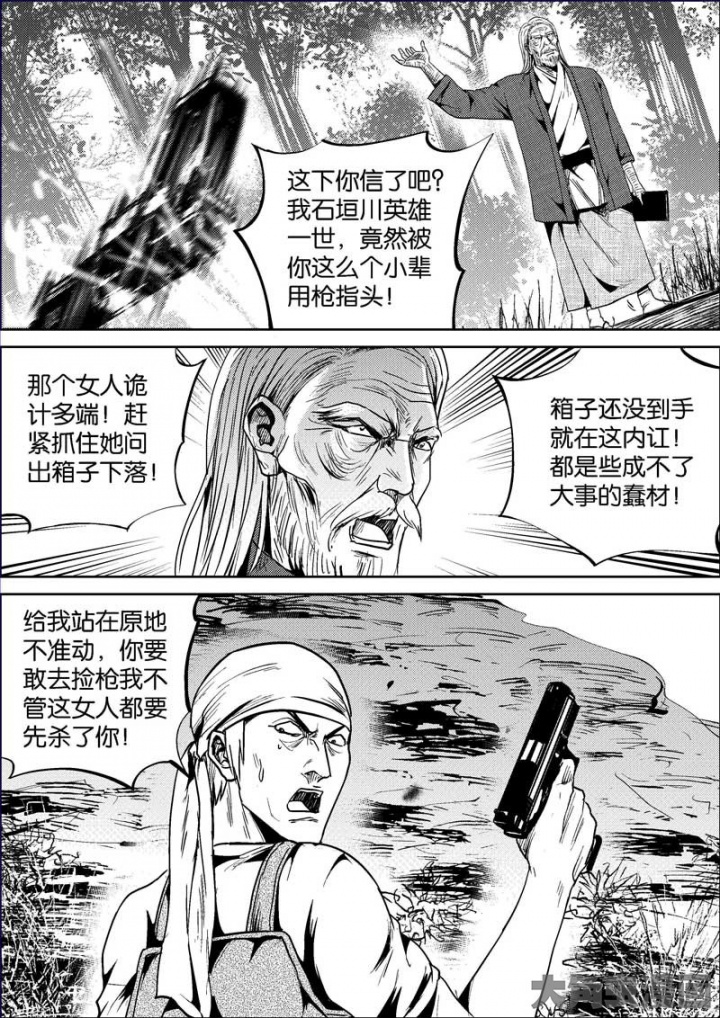 这下你信了吧？
我石垣川英雄
一世，竟然被
你这么个小辈
用枪指头！
那个女人诡
计多端！赶
紧抓住她问
出箱子下落！
箱子还没到手
就在这内讧！
都是些成不了
大事的蠢材！
给我站在原地
不准动，你要
敢去捡枪我不
管这女人都要
先杀了你！